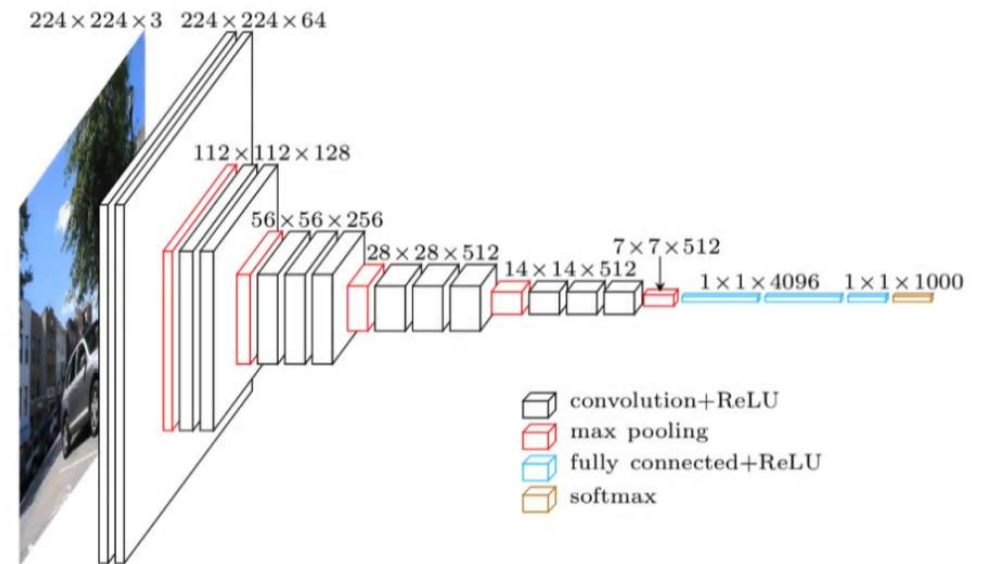 224×224×3 224×224×64
112×112×128
56×56×256
28×28×512
14×14×512
7×7×512
1×1×4096 1×1×1000
convolution+ReLU
max pooling
fully connected+ReLU
softmax